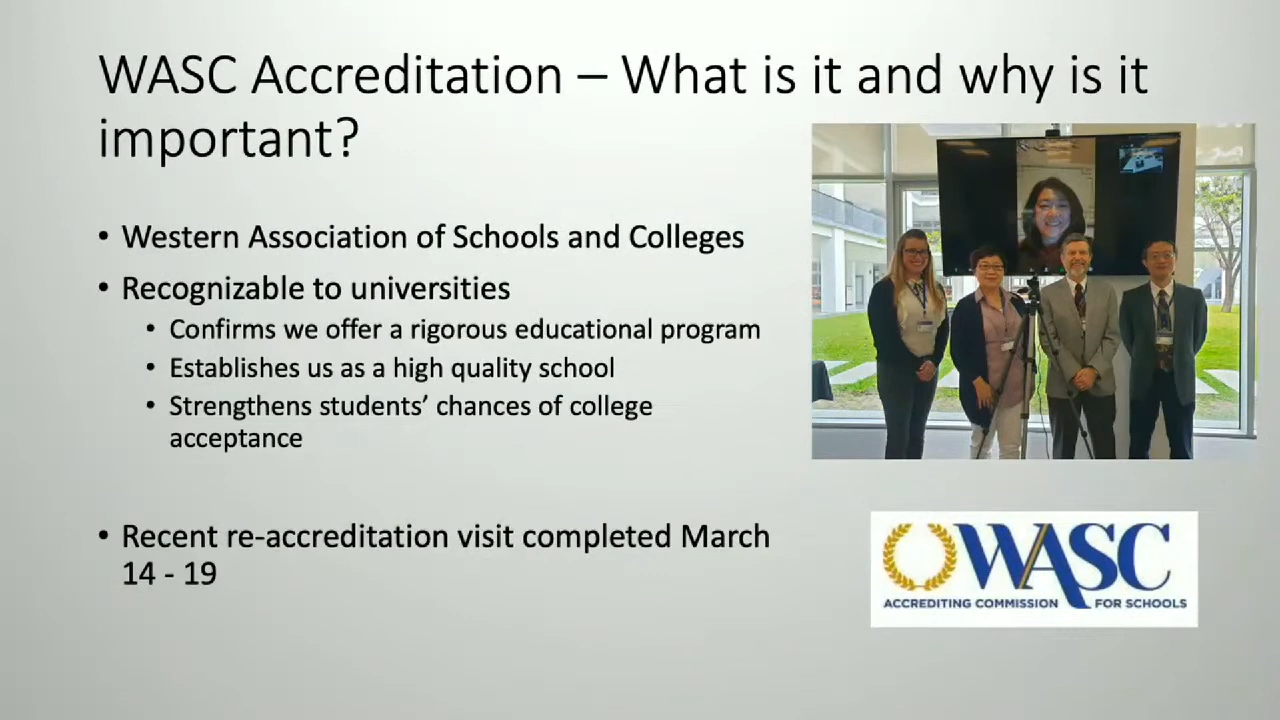 WASC Accreditation – What is it and why is it
important?
• Western Association of Schools and Colleges
• Recognizable to universities
• Confirms we offer a rigorous educational program
• Establishes us as a high quality school
• Strengthens students’ chances of college
acceptance
• Recent re-accreditation visit completed March
14 - 19
WASC
ACCREDITING COMMISSION FOR SCHOOLS